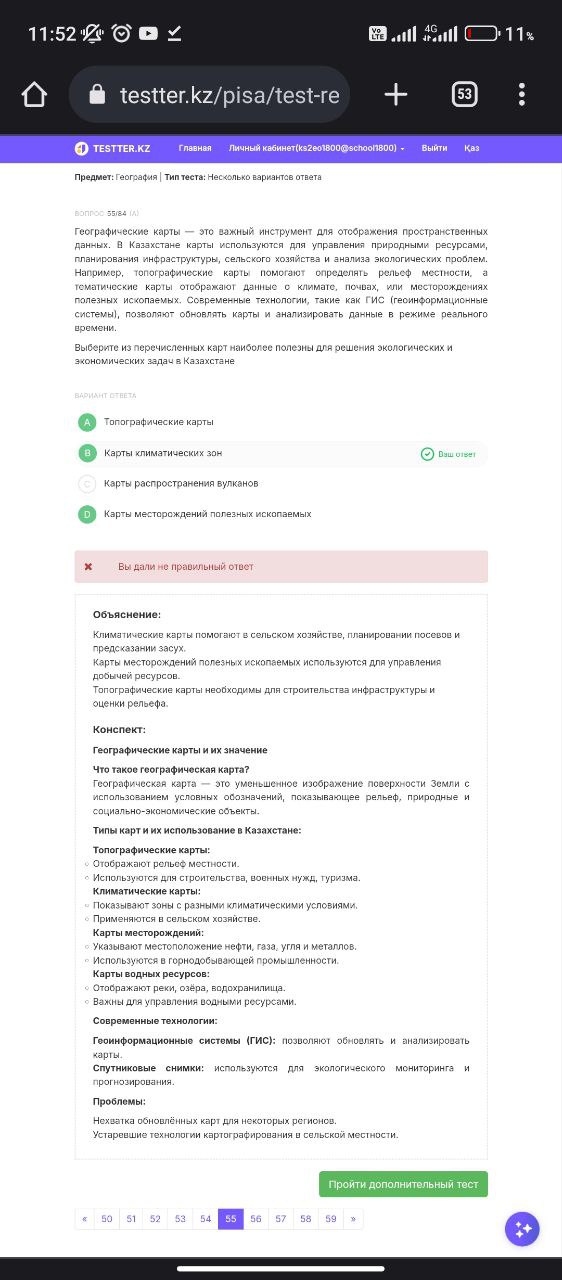 11:52
Vo LTE 4G 11%
testter.kz/pisa/test-re 53
TESTTER.KZ Главная Личный кабинет(ks2eo1800@school1800) Выйти Қаз
Предмет: География | Тип теста: Несколько вариантов ответа
ВОПРОС 55/84 (A)
Географические карты — это важный инструмент для отображения пространственных
данных. В Казахстане карты используются для управления природными ресурсами,
планирования инфраструктуры, сельского хозяйства и анализа экологических проблем.
Например, топографические карты помогают определять рельеф местности, а
тематические карты отображают данные о климате, почвах, или месторождениях
полезных ископаемых. Современные технологии, такие как ГИС (геоинформационные
системы), позволяют обновлять карты и анализировать данные в режиме реального
времени.
Выберите из перечисленных карт наиболее полезны для решения экологических и
экономических задач в Казахстане
ВАРИАНТ ОТВЕТА
A Топографические карты
B Карты климатических зон Ваш ответ
C Карты распространения вулканов
D Карты месторождений полезных ископаемых
Вы дали не правильный ответ
Объяснение:
Климатические карты помогают в сельском хозяйстве, планировании посевов и
предсказании засух.
Карты месторождений полезных ископаемых используются для управления
добычей ресурсов.
Топографические карты необходимы для строительства инфраструктуры и
оценки рельефа.
Конспект:
Географические карты и их значение
Что такое географическая карта?
Географическая карта — это уменьшенное изображение поверхности Земли с
использованием условных обозначений, показывающее рельеф, природные и
социально-экономические объекты.
Типы карт и их использование в Казахстане:
Топографические карты:
Отображают рельеф местности.
Используются для строительства, военных нужд, туризма.
Климатические карты:
Показывают зоны с разными климатическими условиями.
Применяются в сельском хозяйстве.
Карты месторождений:
Указывают местоположение нефти, газа, угля и металлов.
Используются в горнодобывающей промышленности.
Карты водных ресурсов:
Отображают реки, озёра, водохранилища.
Важны для управления водными ресурсами.
Современные технологии:
Геоинформационные системы (ГИС): позволяют обновлять и анализировать
карты.
Спутниковые снимки: используются для экологического мониторинга и
прогнозирования.
Проблемы:
Нехватка обновлённых карт для некоторых регионов.
Устаревшие технологии картографирования в сельской местности.
Пройти дополнительный тест
« 50 51 52 53 54 55 56 57 58 59 »